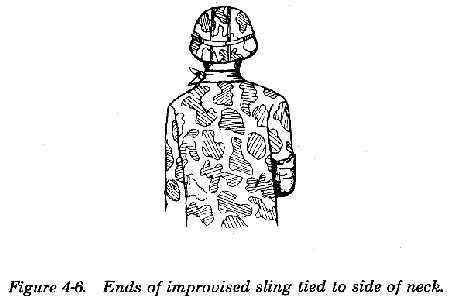 Figure 4-6. Ends of improvised sling tied to side of neck.